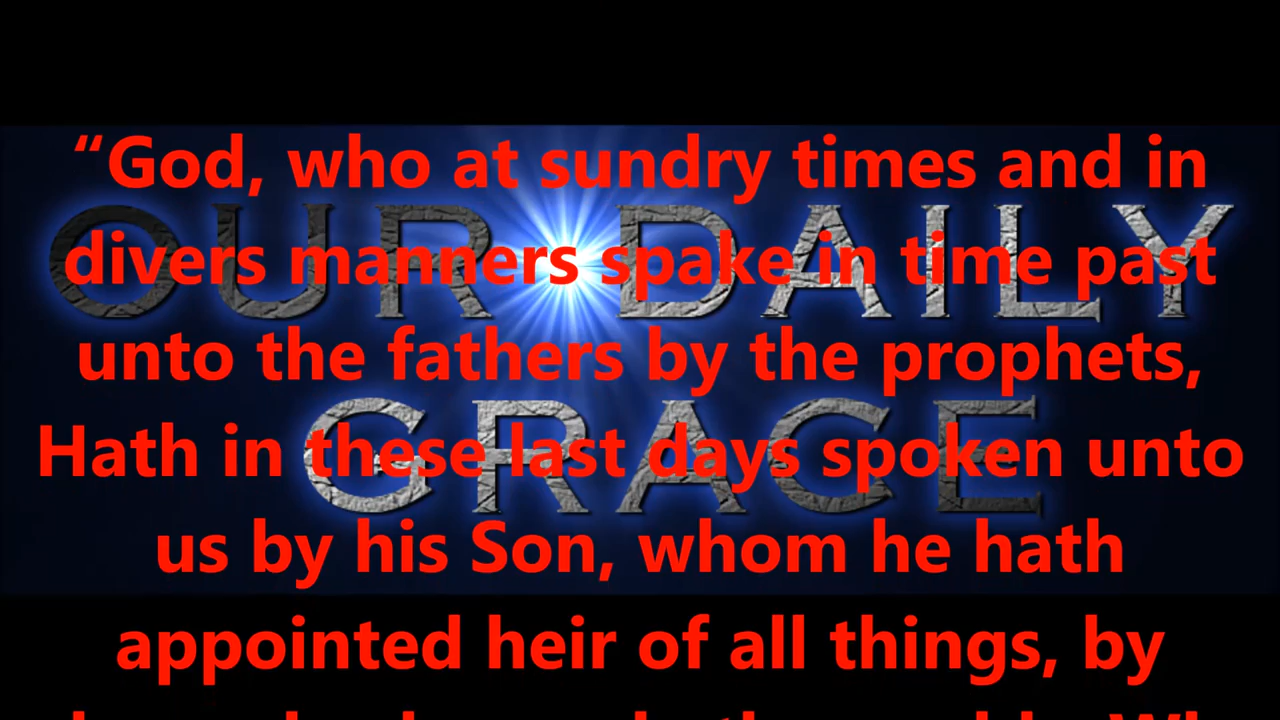 “God, who at sundry times and in
OUR DAILY
divers manners spake in time past
unto the fathers by the prophets,
GRACE
Hath in these last days spoken unto
us by his Son, whom he hath
appointed heir of all things, by